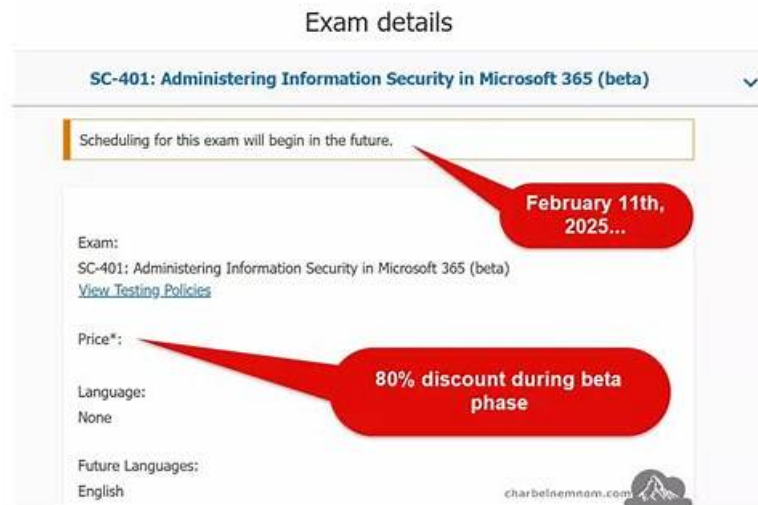 Exam details
SC-401: Administering Information Security in Microsoft 365 (beta)
Scheduling for this exam will begin in the future.
February 11th,
2025...
Exam:
SC-401: Administering Information Security in Microsoft 365 (beta)
View Testing Policies
Price*:
80% discount during beta
phase
Language:
None
Future Languages:
English
charbelnemnom.com